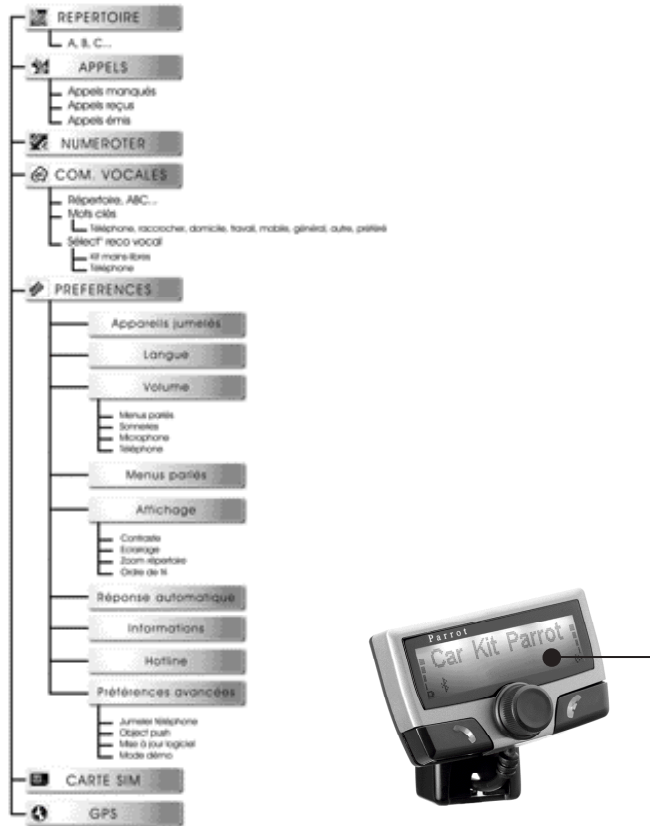 REPERTOIRE
A, B, C...
APPELS
Appels manqués
Appels reçus
Appels émis
NUMEROTER
COM. VOCALES
Répertoire, ABC...
Mots clés
Téléphone, raccrocher, domicile, travail, mobile, général, autre, préféré
Sélect° reco vocal
Kit mains-libres
Téléphone
PREFERENCES
Appareils jumelés
Langue
Volume
Menus parlés
Sonneries
Microphone
Téléphone
Menus parlés
Affichage
Contraste
Eclairage
Zoom répertoire
Ordre de tri
Réponse automatique
Informations
Hotline
Préférences avancées
Jumeler téléphone
Object push
Mise à jour logiciel
Mode démo
CARTE SIM
GPS
Parrot
Car Kit Parrot